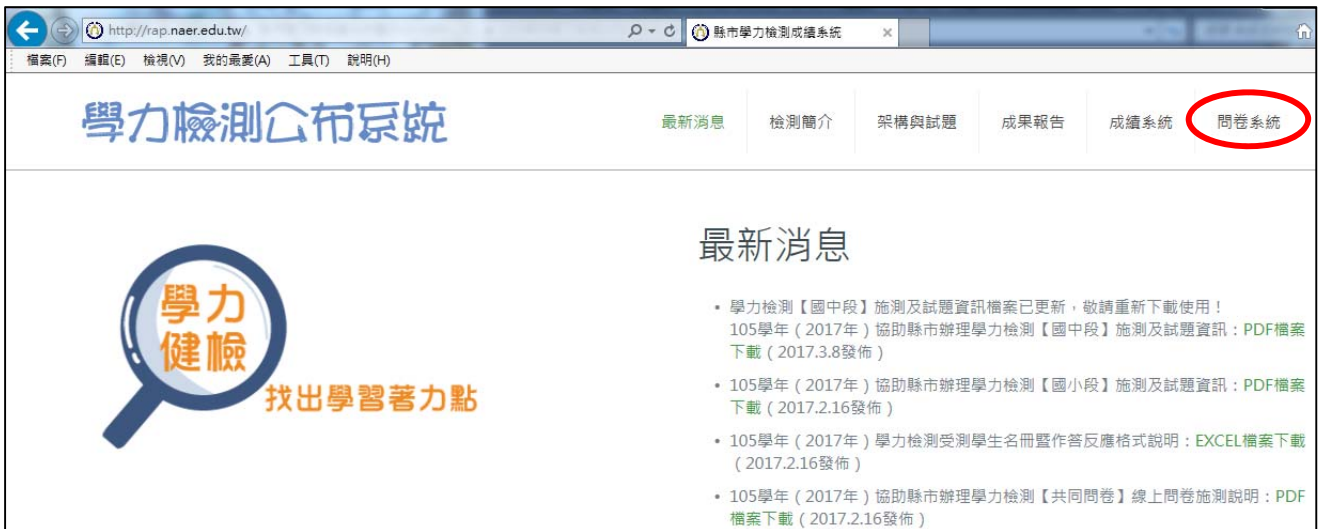 http://rap.naer.edu.tw/
縣市學力檢測成績系統
檔案(F) 編輯(E) 檢視(V) 我的最愛(A) 工具(T) 說明(H)
學力檢測公布系統
最新消息 檢測簡介 架構與試題 成果報告 成績系統 問卷系統
學力
健檢
找出學習著力點
最新消息
• 學力檢測【國中段】施測及試題資訊檔案已更新，敬請重新下載使用！
105學年（2017年）協助縣市辦理學力檢測【國中段】施測及試題資訊：PDF檔案
下載（2017.3.8發佈）
• 105學年（2017年）協助縣市辦理學力檢測【國小段】施測及試題資訊：PDF檔案
下載（2017.2.16發佈）
• 105學年（2017年）學力檢測受測學生名冊暨作答反應格式說明：EXCEL檔案下載
（2017.2.16發佈）
• 105學年（2017年）協助縣市辦理學力檢測【共同問卷】線上問卷施測說明：PDF
檔案下載（2017.2.16發佈）